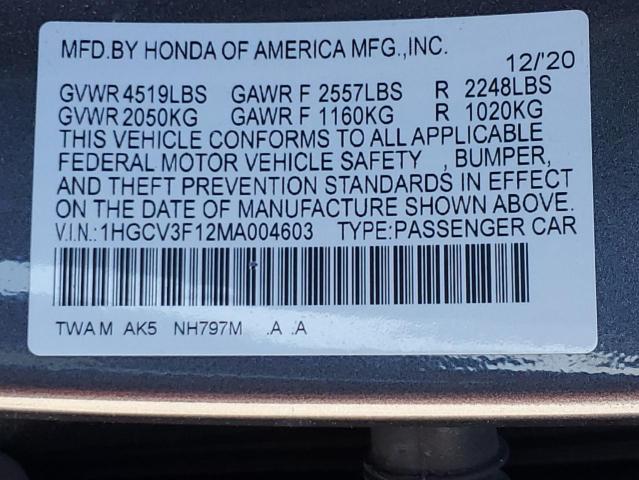 MFD.BY HONDA OF AMERICA MFG.,INC.
12/'20
GVWR 4519LBS GAWR F 2557LBS R 2248LBS
GVWR 2050KG GAWR F 1160KG R 1020KG
THIS VEHICLE CONFORMS TO ALL APPLICABLE
FEDERAL MOTOR VEHICLE SAFETY , BUMPER,
AND THEFT PREVENTION STANDARDS IN EFFECT
ON THE DATE OF MANUFACTURE SHOWN ABOVE.
V.I.N.:1HGCV3F12MA004603 TYPE:PASSENGER CAR
TWA M AK5 NH797M .A .A